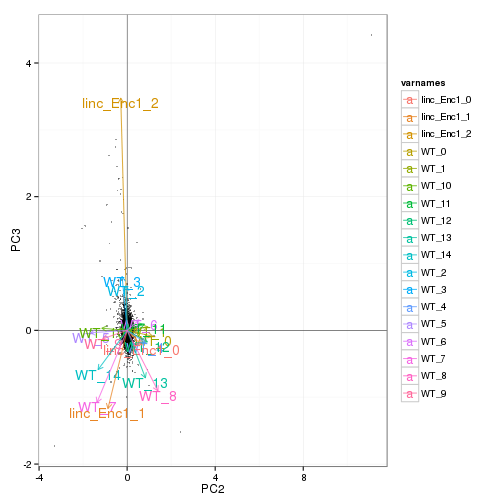 4
2
0
-2
-4
0
4
8
PC2
PC3
linc_Enc1_2
WT_3
WT_2
linc_Enc1_0
WT_14
WT_13
WT_8
WT_7
linc_Enc1_1
varnames
a linc_Enc1_0
a linc_Enc1_1
a linc_Enc1_2
a WT_0
a WT_1
a WT_10
a WT_11
a WT_12
a WT_13
a WT_14
a WT_2
a WT_3
a WT_4
a WT_5
a WT_6
a WT_7
a WT_8
a WT_9